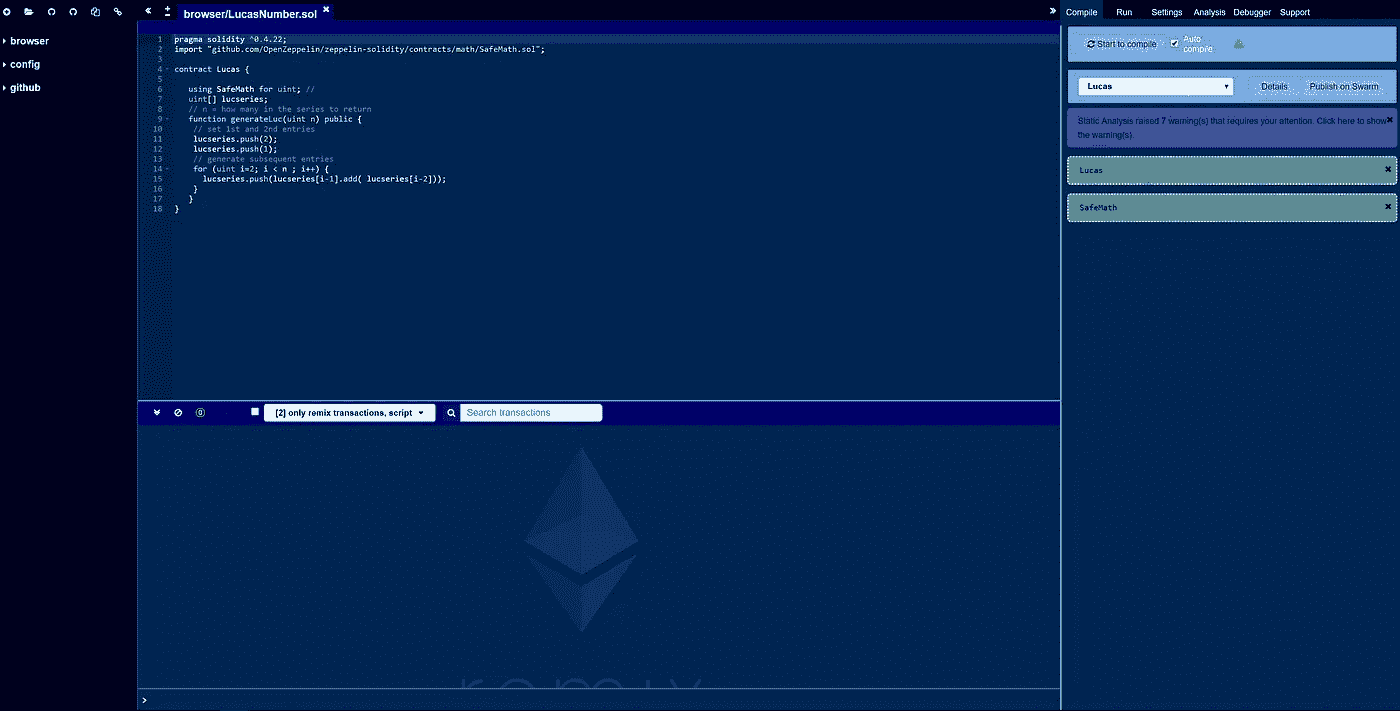 browser/LucasNumber.sol
Compile
Run
Settings
Analysis
Debugger
Support
browser
config
github
1 pragma solidity ^0.4.22;
2 import "github.com/OpenZeppelin/zeppelin-solidity/contracts/math/SafeMath.sol";
3
4 contract Lucas {
5
6 using SafeMath for uint; //
7 uint[] lucseries;
8 // n = how many in the series to return
9 function generateLuc(uint n) public {
10 // set 1st and 2nd entries
11 lucseries.push(2);
12 lucseries.push(1);
13 // generate subsequent entries
14 for (uint i=2; i < n ; i++) {
15 lucseries.push(lucseries[i-1].add( lucseries[i-2]));
16 }
17 }
18 }
Start to compile
Auto
compile
Lucas
Details
Publish on Swarm
Static Analysis raised 7 warning(s) that requires your attention. Click here to show
the warning(s).
Lucas
SafeMath
0
[2] only remix transactions, script
Search transactions
remix
>